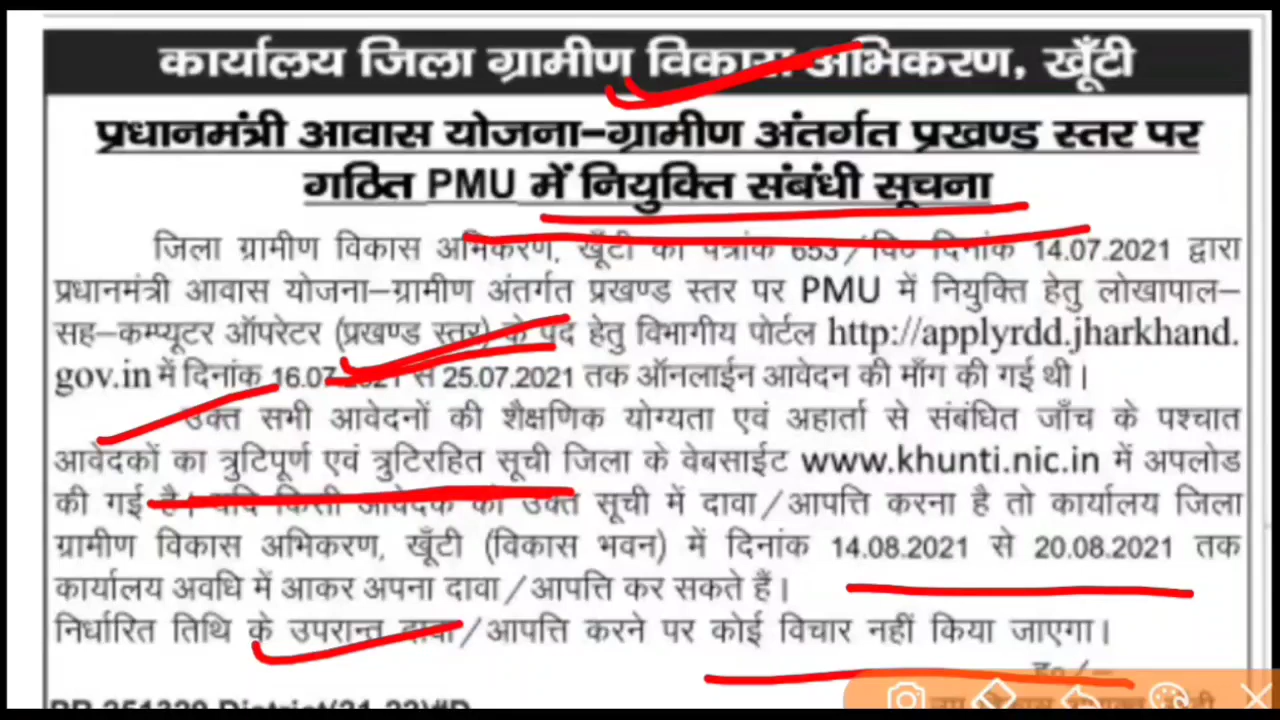 कार्यालय जिला ग्रामीण विकास अभिकरण, खूँटी
प्रधानमंत्री आवास योजना–ग्रामीण अंतर्गत प्रखण्ड स्तर पर
गठित PMU में नियुक्ति संबंधी सूचना
जिला ग्रामीण विकास अभिकरण, खूँटी का पत्रांक 653/वि० दिनांक 14.07.2021 द्वारा
प्रधानमंत्री आवास योजना–ग्रामीण अंतर्गत प्रखण्ड स्तर पर PMU में नियुक्ति हेतु लोखापाल–
सह–कम्प्यूटर ऑपरेटर (प्रखण्ड स्तर) के पद हेतु विभागीय पोर्टल http://applyrdd.jharkhand.
gov.in में दिनांक 16.07.2021 से 25.07.2021 तक ऑनलाईन आवेदन की माँग की गई थी।
उक्त सभी आवेदनों की शैक्षणिक योग्यता एवं अहार्ता से संबंधित जाँच के पश्चात
आवेदकों का त्रुटिपूर्ण एवं त्रुटिरहित सूची जिला के वेबसाईट www.khunti.nic.in में अपलोड
की गई है। यदि किसी आवेदक को उक्त सूची में दावा/आपत्ति करना है तो कार्यालय जिला
ग्रामीण विकास अभिकरण, खूँटी (विकास भवन) में दिनांक 14.08.2021 से 20.08.2021 तक
कार्यालय अवधि में आकर अपना दावा/आपत्ति कर सकते हैं।
निर्धारित तिथि के उपरान्त दावा/आपत्ति करने पर कोई विचार नहीं किया जाएगा।
ह०/–